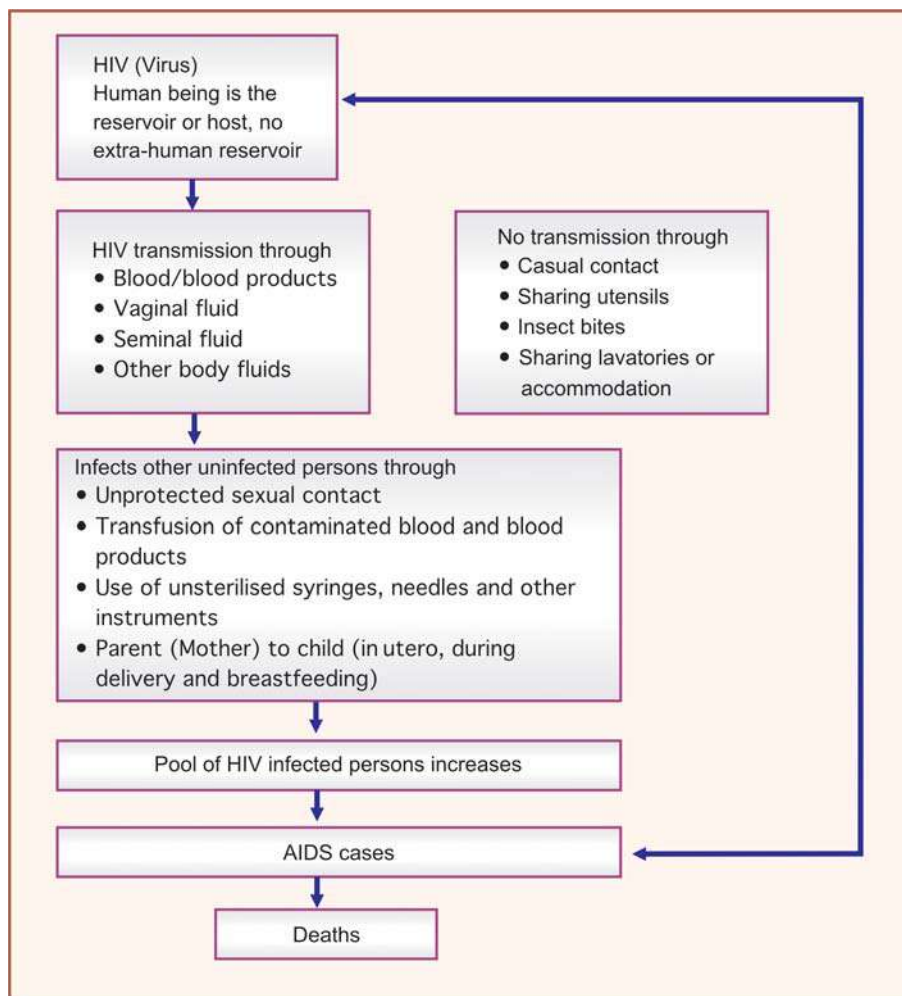 HIV (Virus)
Human being is the
reservoir or host, no
extra-human reservoir
HIV transmission through
• Blood/blood products
• Vaginal fluid
• Seminal fluid
• Other body fluids
No transmission through
• Casual contact
• Sharing utensils
• Insect bites
• Sharing lavatories or
accommodation
Infects other uninfected persons through
• Unprotected sexual contact
• Transfusion of contaminated blood and blood
products
• Use of unsterilised syringes, needles and other
instruments
• Parent (Mother) to child (in utero, during
delivery and breastfeeding)
Pool of HIV infected persons increases
AIDS cases
Deaths